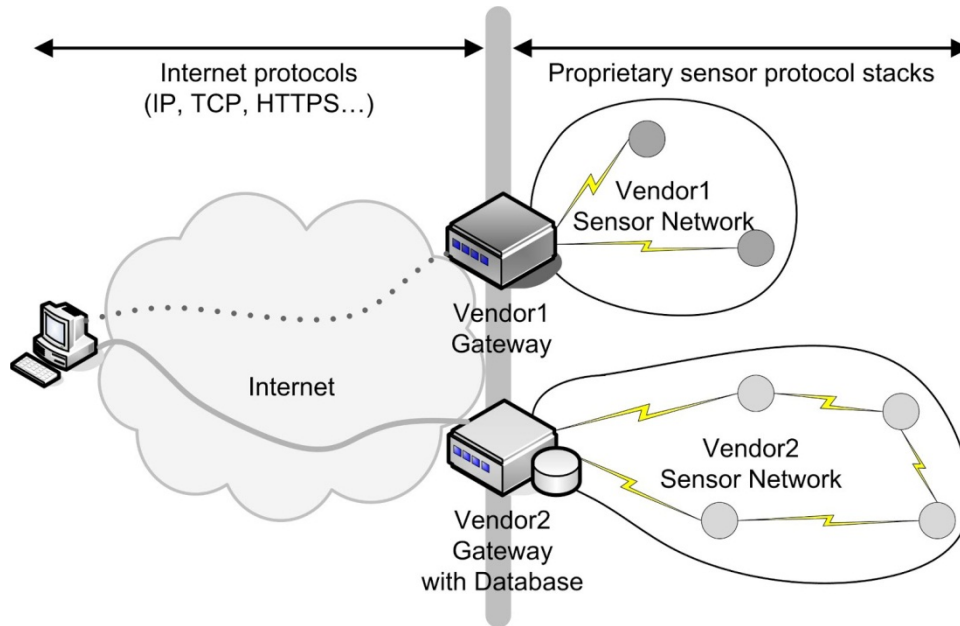 Internet protocols
(IP, TCP, HTTPS…)
Proprietary sensor protocol stacks
Vendor1
Sensor Network
Vendor1
Gateway
Internet
Vendor2
Sensor Network
Vendor2
Gateway
with Database